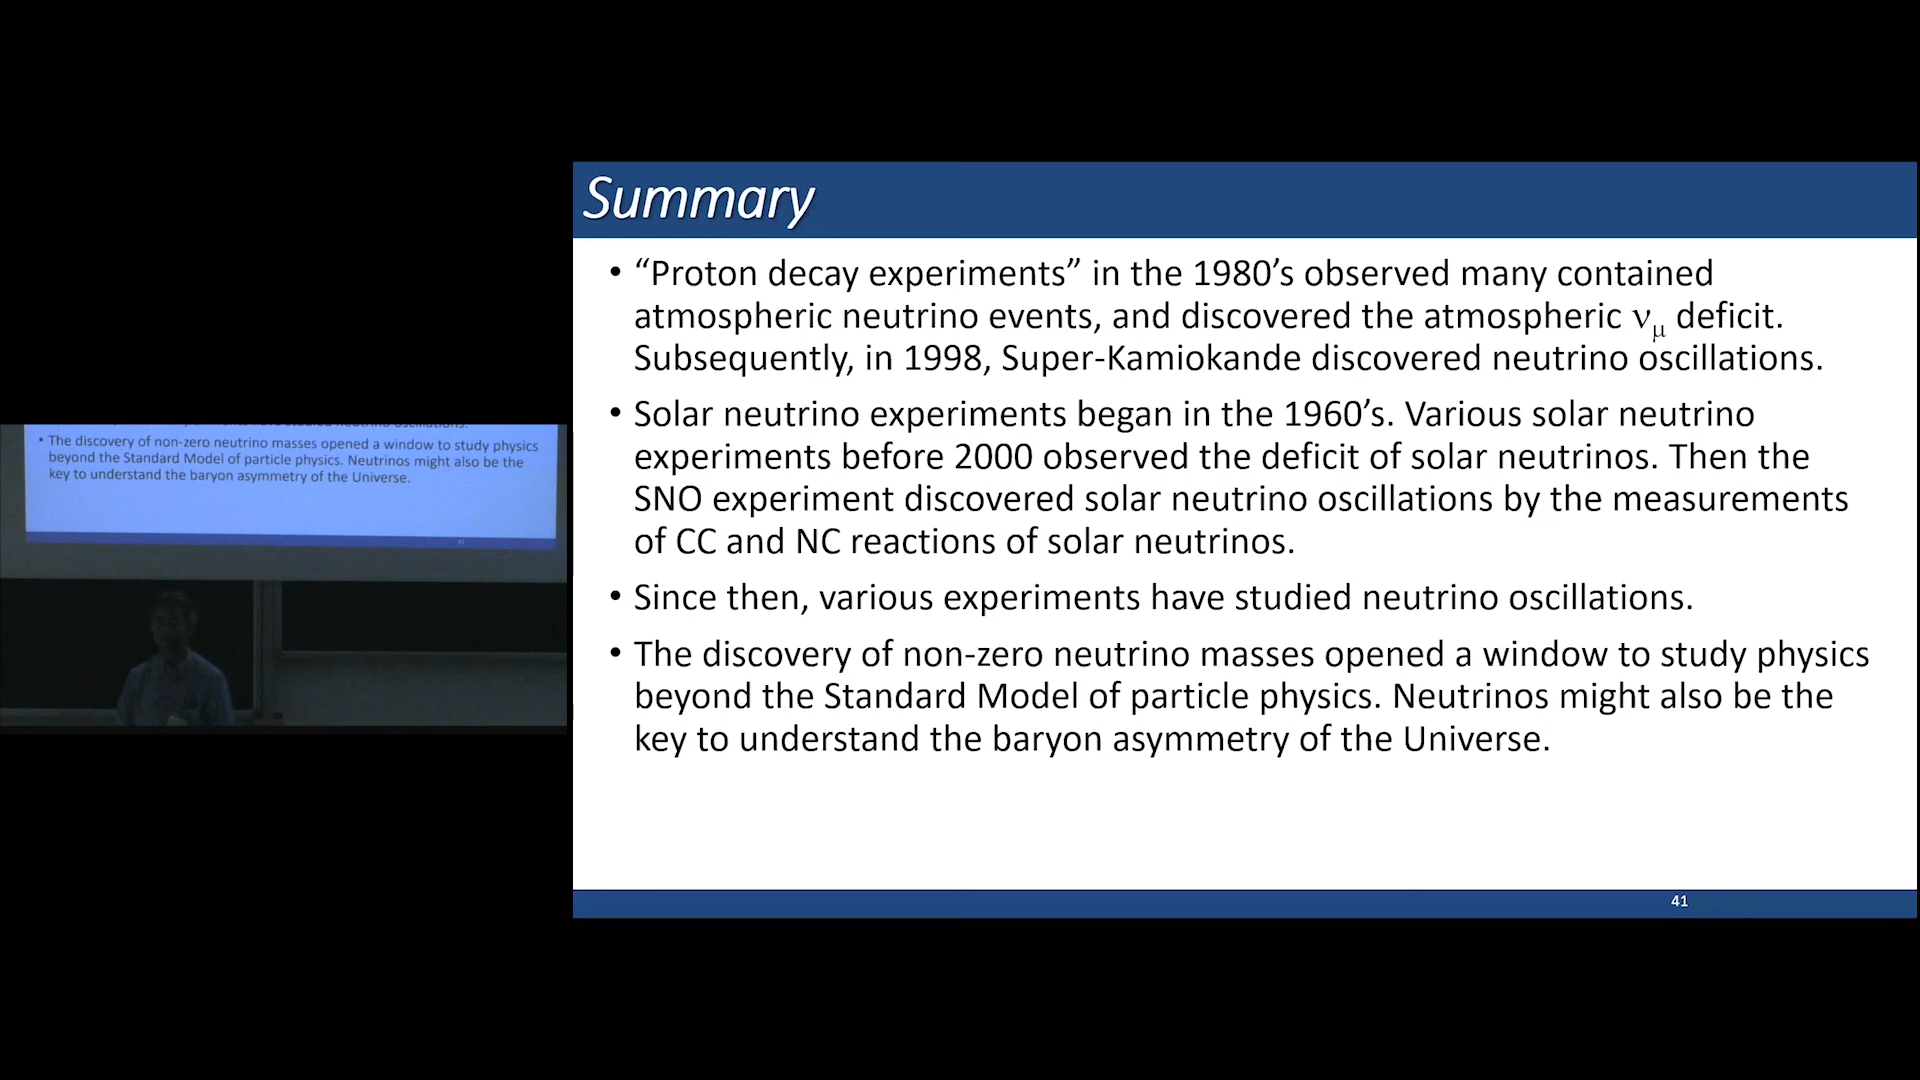 Summary
• “Proton decay experiments” in the 1980’s observed many contained
atmospheric neutrino events, and discovered the atmospheric νμ deficit.
Subsequently, in 1998, Super-Kamiokande discovered neutrino oscillations.
• Solar neutrino experiments began in the 1960’s. Various solar neutrino
experiments before 2000 observed the deficit of solar neutrinos. Then the
SNO experiment discovered solar neutrino oscillations by the measurements
of CC and NC reactions of solar neutrinos.
• Since then, various experiments have studied neutrino oscillations.
• The discovery of non-zero neutrino masses opened a window to study physics
beyond the Standard Model of particle physics. Neutrinos might also be the
key to understand the baryon asymmetry of the Universe.
41
• The discovery of non-zero neutrino masses opened a window to study physics
beyond the Standard Model of particle physics. Neutrinos might also be the
key to understand the baryon asymmetry of the Universe.